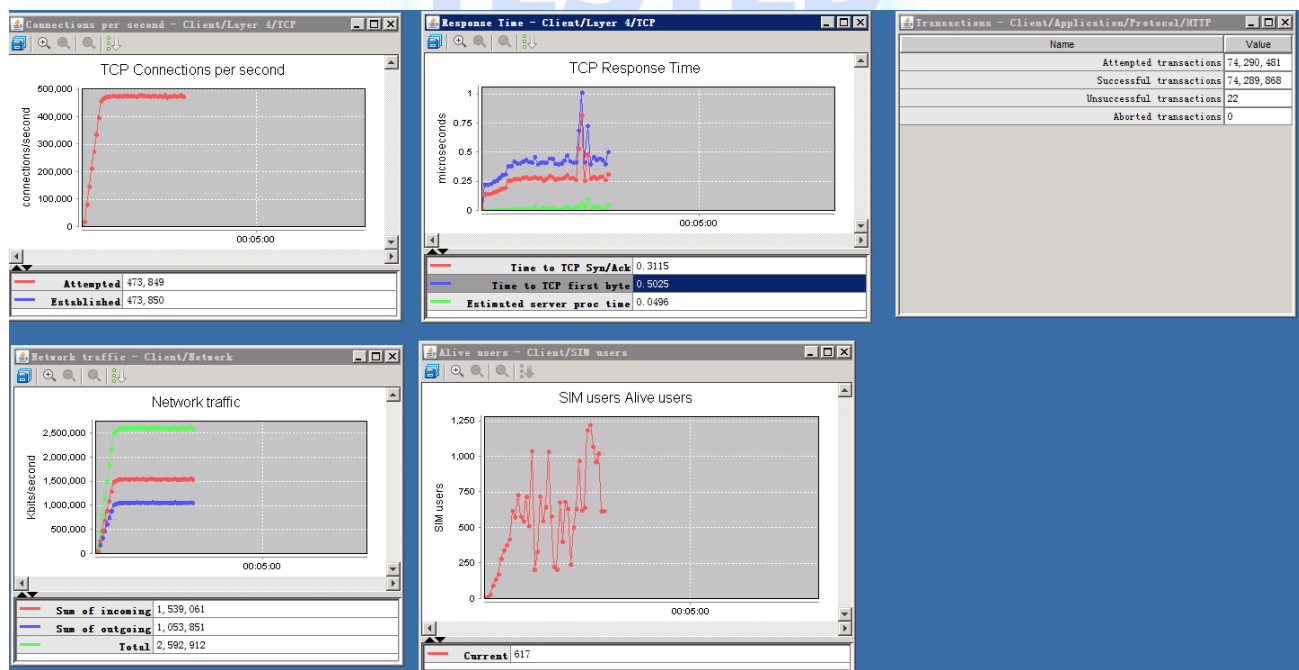 TESTED
Connections per second - Client/Layer 4/TCP
TCP Connections per second
connections/second
500,000
400,000
300,000
200,000
100,000
0
00:05:00
Attempted 473,849
Established 473,850
Response Time - Client/Layer 4/TCP
TCP Response Time
microseconds
1
0.75
0.5
0.25
0
00:05:00
Time to TCP Syn/Ack 0.3115
Time to TCP first byte 0.5025
Estimated server proc time 0.0496
Transactions - Client/Application/Protocol/HTTP
Name Value
Attempted transactions 74,290,481
Successful transactions 74,289,868
Unsuccessful transactions 22
Aborted transactions 0
Network traffic - Client/Network
Network traffic
Kbits/second
2,500,000
2,000,000
1,500,000
1,000,000
500,000
0
00:05:00
Sum of incoming 1,539,061
Sum of outgoing 1,053,851
Total 2,592,912
Alive users - Client/SIM users
SIM users Alive users
SIM users
1,250
1,000
750
500
250
0
00:05:00
Current 617